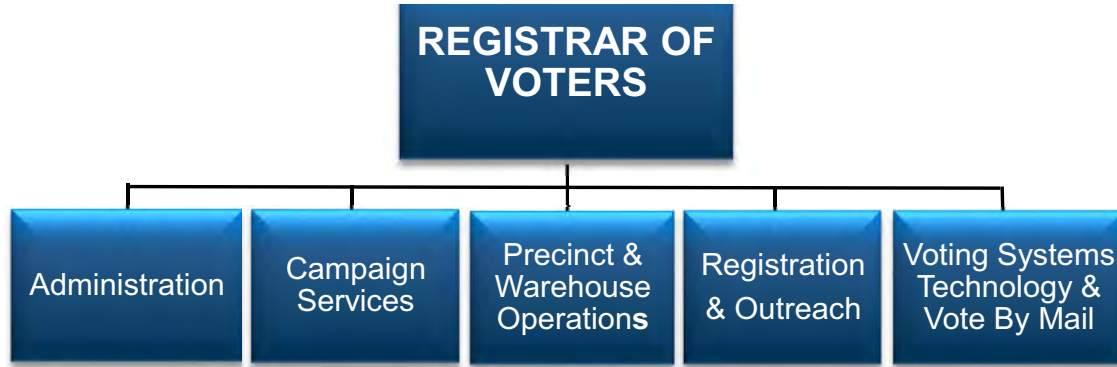 REGISTRAR OF
VOTERS
Administration
Campaign
Services
Precinct &
Warehouse
Operations
Registration
& Outreach
Voting Systems
Technology &
Vote By Mail